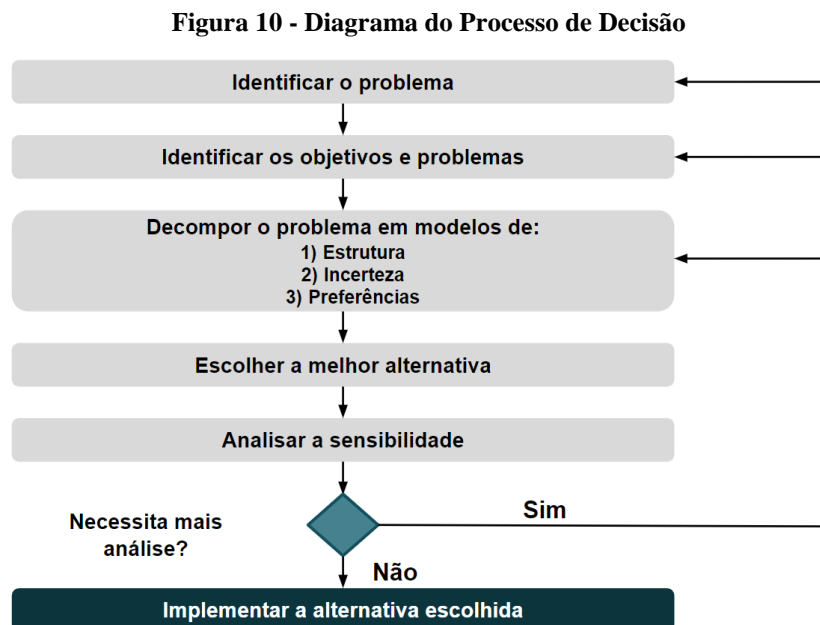 Figura 10 - Diagrama do Processo de Decisão
Identificar o problema
Identificar os objetivos e problemas
Decompor o problema em modelos de:
1) Estrutura
2) Incerteza
3) Preferências
Escolher a melhor alternativa
Analisar a sensibilidade
Necessita mais
análise?
Sim
Não
Implementar a alternativa escolhida